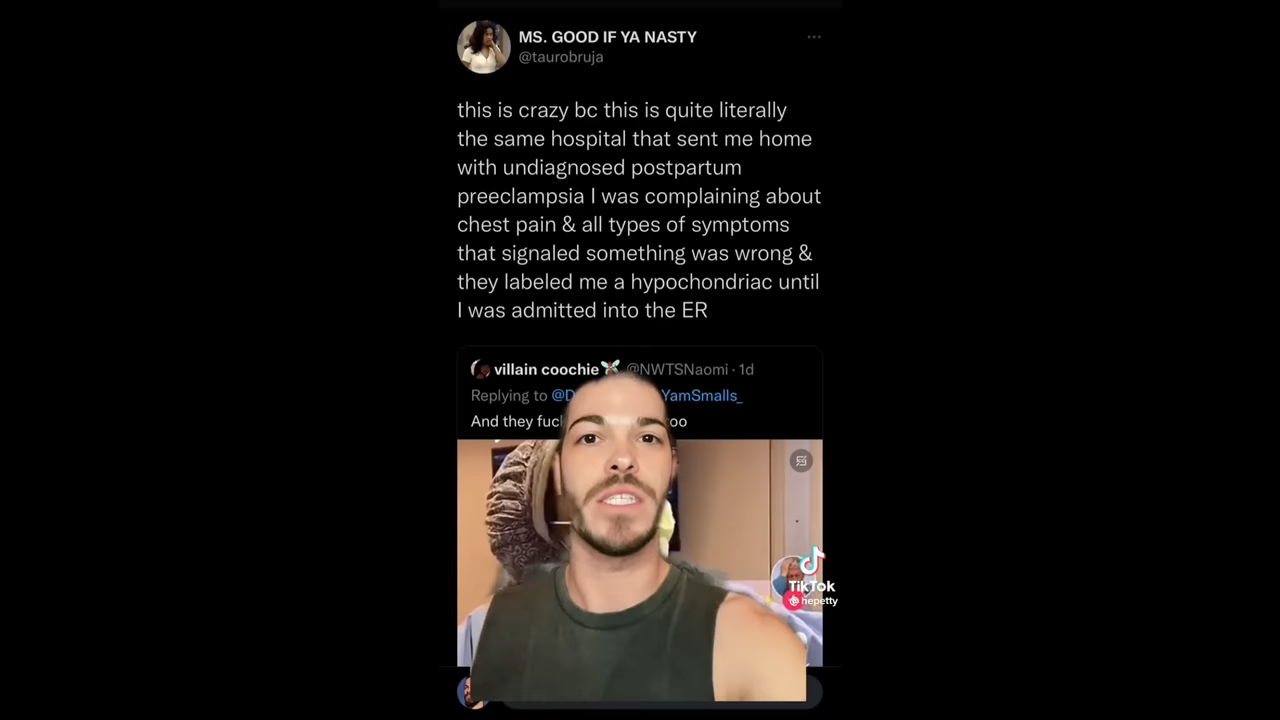 MS. GOOD IF YA NASTY
@taurobruja
this is crazy bc this is quite literally
the same hospital that sent me home
with undiagnosed postpartum
preeclampsia I was complaining about
chest pain & all types of symptoms
that signaled something was wrong &
they labeled me a hypochondriac until
I was admitted into the ER
villain coochie @NWTSNaomi · 1d
Replying to @D YamSmalls_
And they fuc oo
TikTok
@hepetty